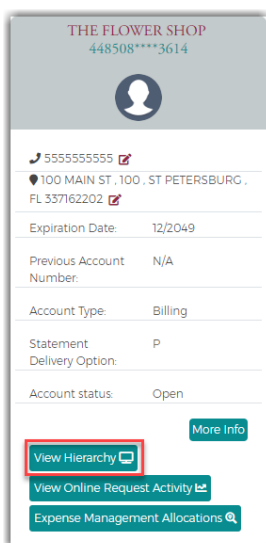 THE FLOWER SHOP
448508****3614
5555555555
100 MAIN ST , 100 , ST PETERSBURG ,
FL 337162202
Expiration Date: 12/2049
Previous Account N/A
Number:
Account Type: Billing
Statement P
Delivery Option:
Account status: Open
More Info
View Hierarchy
View Online Request Activity
Expense Management Allocations